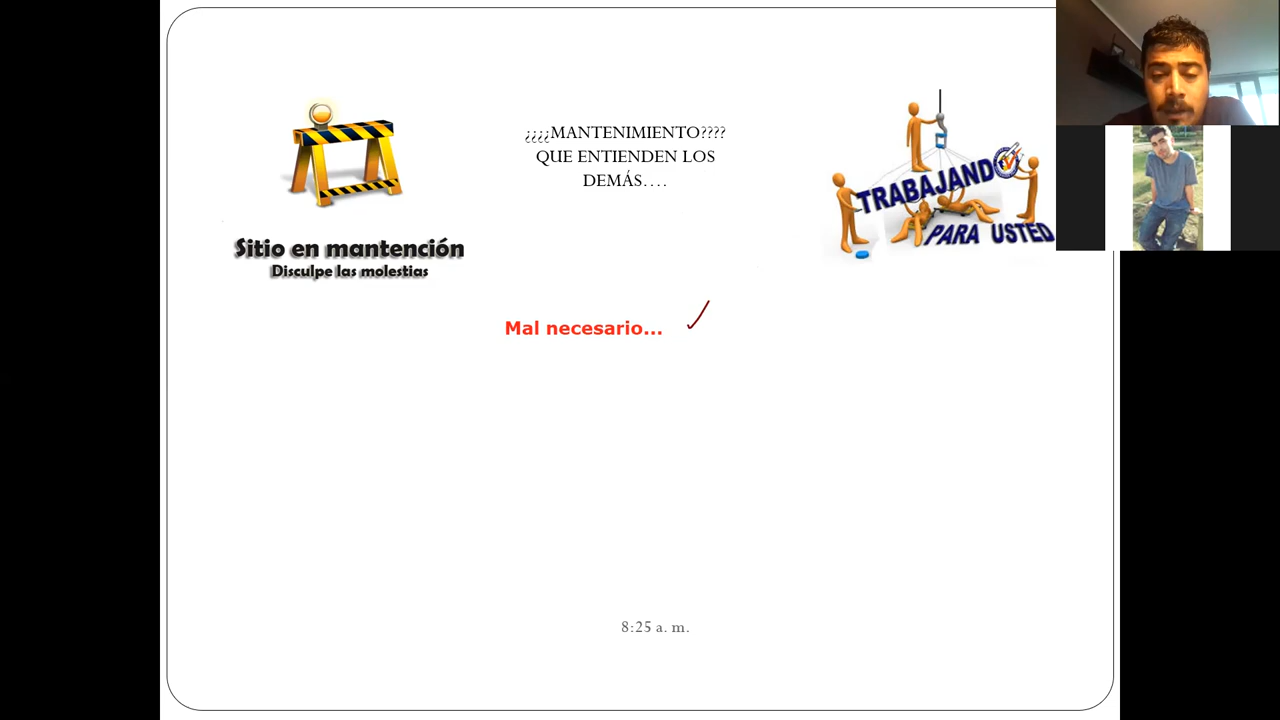 ¿¿¿¿MANTENIMIENTO????
QUE ENTIENDEN LOS
DEMÁS....
TRABAJANDO
PARA USTED
Sitio en mantención
Disculpe las molestias
Mal necesario...
8:25 a. m.